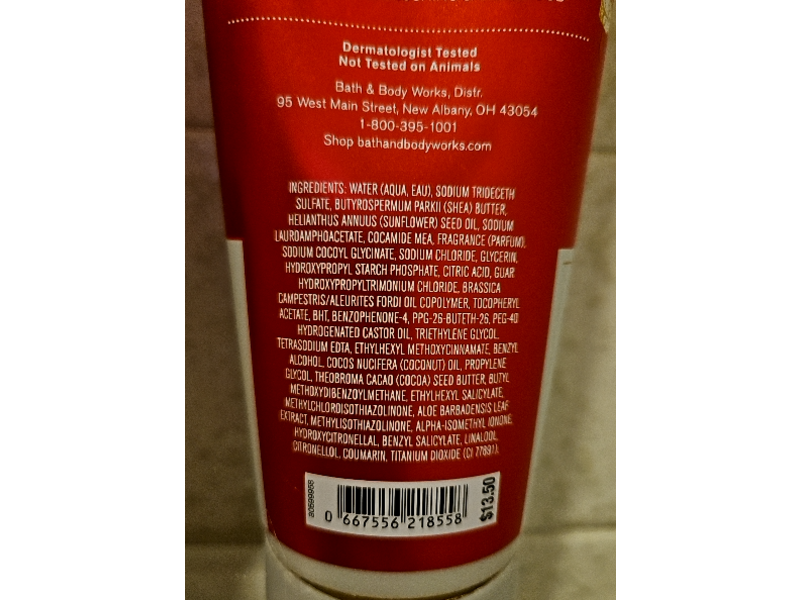 Dermatologist Tested
Not Tested on Animals
Bath & Body Works, Distr.
95 West Main Street, New Albany, OH 43054
1-800-395-1001
Shop bathandbodyworks.com
INGREDIENTS: WATER (AQUA, EAU), SODIUM TRIDECETH
SULFATE, BUTYROSPERMUM PARKII (SHEA) BUTTER,
HELIANTHUS ANNUUS (SUNFLOWER) SEED OIL, SODIUM
LAUROAMPHOACETATE, COCAMIDE MEA, FRAGRANCE (PARFUM),
SODIUM COCOYL GLYCINATE, SODIUM CHLORIDE, GLYCERIN,
HYDROXYPROPYL STARCH PHOSPHATE, CITRIC ACID, GUAR
HYDROXYPROPYLTRIMONIUM CHLORIDE, BRASSICA
CAMPESTRIS/ALEURITES FORDI OIL COPOLYMER, TOCOPHERYL
ACETATE, BHT, BENZOPHENONE-4, PPG-26-BUTETH-26, PEG-40
HYDROGENATED CASTOR OIL, TRIETHYLENE GLYCOL,
TETRASODIUM EDTA, ETHYLHEXYL METHOXYCINNAMATE, BENZYL
ALCOHOL, COCOS NUCIFERA (COCONUT) OIL, PROPYLENE
GLYCOL, THEOBROMA CACAO (COCOA) SEED BUTTER, BUTYL
METHOXYDIBENZOYLMETHANE, ETHYLHEXYL SALICYLATE,
METHYLCHLOROISOTHIAZOLINONE, ALOE BARBADENSIS LEAF
EXTRACT, METHYLISOTHIAZOLINONE, ALPHA-ISOMETHYL IONONE,
HYDROXYCITRONELLAL, BENZYL SALICYLATE, LINALOOL,
CITRONELLOL, COUMARIN, TITANIUM DIOXIDE (CI 77891).
0 667556 218558
$13.50